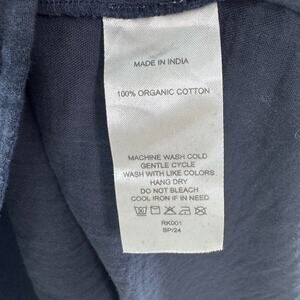 MADE IN INDIA
100% ORGANIC COTTON
MACHINE WASH COLD
GENTLE CYCLE
WASH WITH LIKE COLORS
HANG DRY
DO NOT BLEACH
COOL IRON IF IN NEED
RK001
SP/24